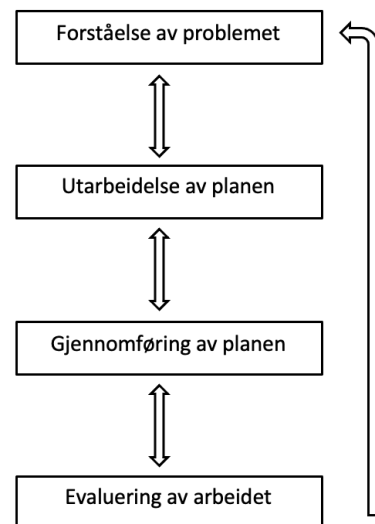 Forståelse av problemet
Utarbeidelse av planen
Gjennomføring av planen
Evaluering av arbeidet